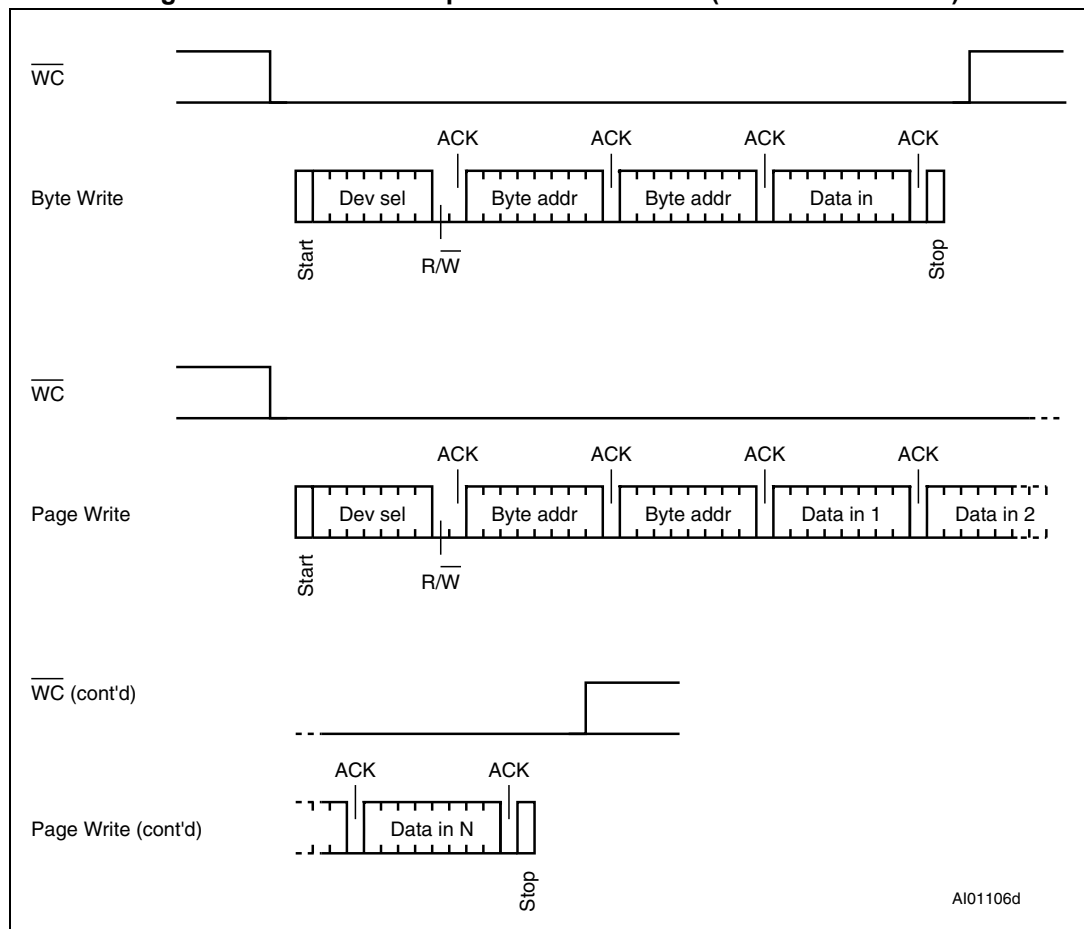 WC
ACK ACK ACK ACK
Byte Write
Dev sel Byte addr Byte addr Data in
Start
R/W
Stop
WC
ACK ACK ACK ACK
Page Write
Dev sel Byte addr Byte addr Data in 1 Data in 2
Start
R/W
WC (cont'd)
ACK ACK
Page Write (cont'd)
Data in N
Stop
AI01106d